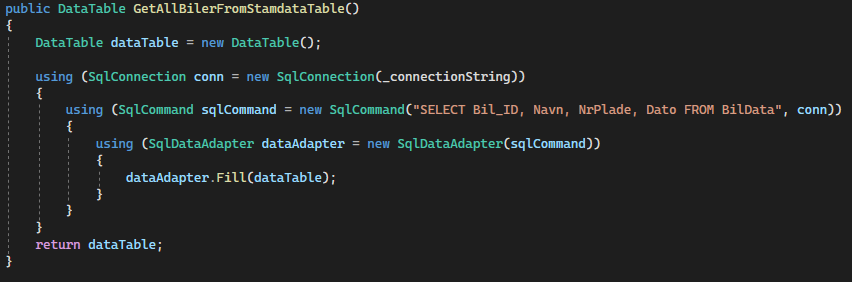 public DataTable GetAllBilerFromStamdataTable()
{
DataTable dataTable = new DataTable();
using (SqlConnection conn = new SqlConnection(_connectionString))
{
using (SqlCommand sqlCommand = new SqlCommand("SELECT Bil_ID, Navn, NrPlade, Dato FROM BilData", conn))
{
using (SqlDataAdapter dataAdapter = new SqlDataAdapter(sqlCommand))
{
dataAdapter.Fill(dataTable);
}
}
}
return dataTable;
}